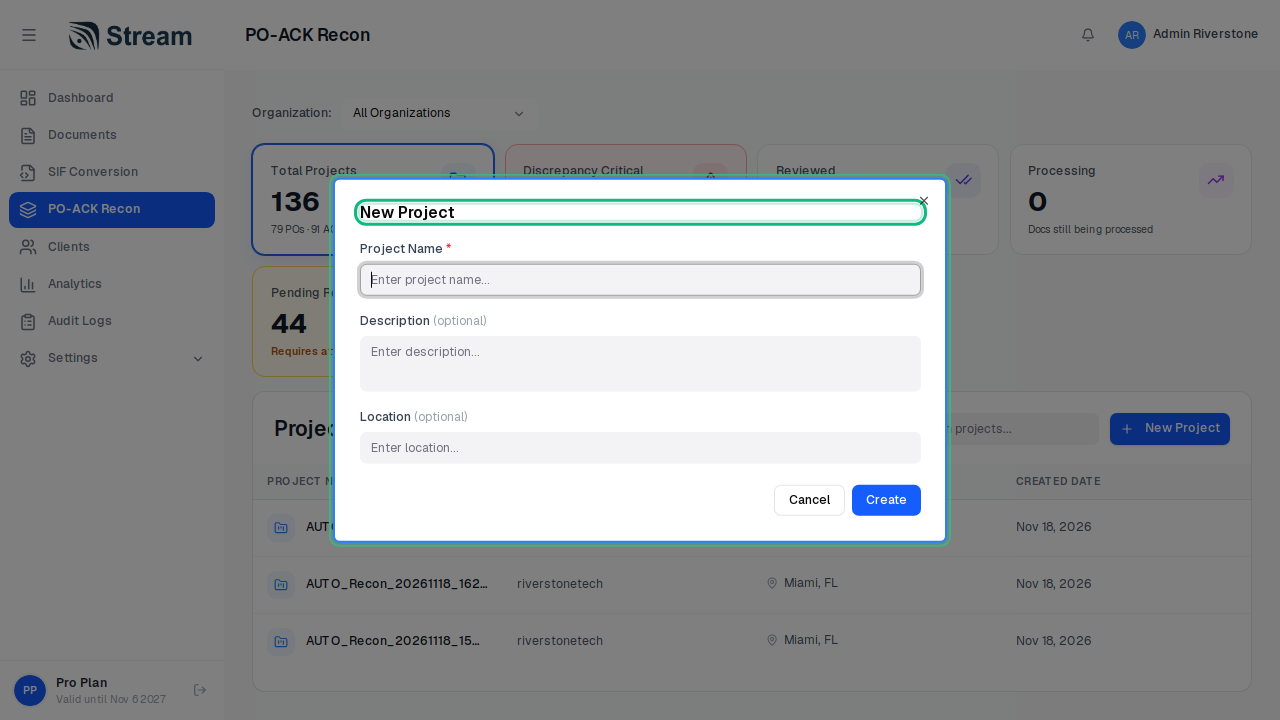 Stream
PO-ACK Recon
AR
Admin Riverstone
Dashboard
Documents
SIF Conversion
PO-ACK Recon
Clients
Analytics
Audit Logs
Settings
PP
Pro Plan
Valid until Nov 6 2027
Organization:
All Organizations
Total Projects
136
79 POs · 91 A
Discrepancy Critical
Reviewed
Processing
0
Docs still being processed
Pending R
44
Requires a
New Project
Project Name *
Enter project name...
Description (optional)
Enter description...
Location (optional)
Enter location...
Cancel
Create
Projec
projects...
New Project
PROJECT N
CREATED DATE
AUTO
Nov 18, 2026
AUTO_Recon_20261118_162...
riverstonetech
Miami, FL
Nov 18, 2026
AUTO_Recon_20261118_15...
riverstonetech
Miami, FL
Nov 18, 2026